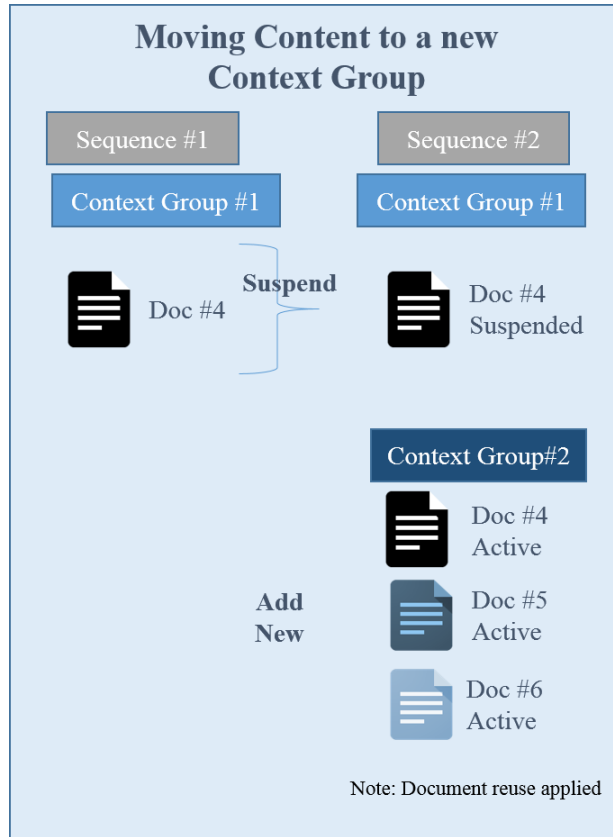 Moving Content to a new
Context Group
Sequence #1
Sequence #2
Context Group #1
Context Group #1
Suspend
Doc #4
Doc #4
Suspended
Context Group#2
Doc #4
Active
Add
New
Doc #5
Active
Doc #6
Active
Note: Document reuse applied